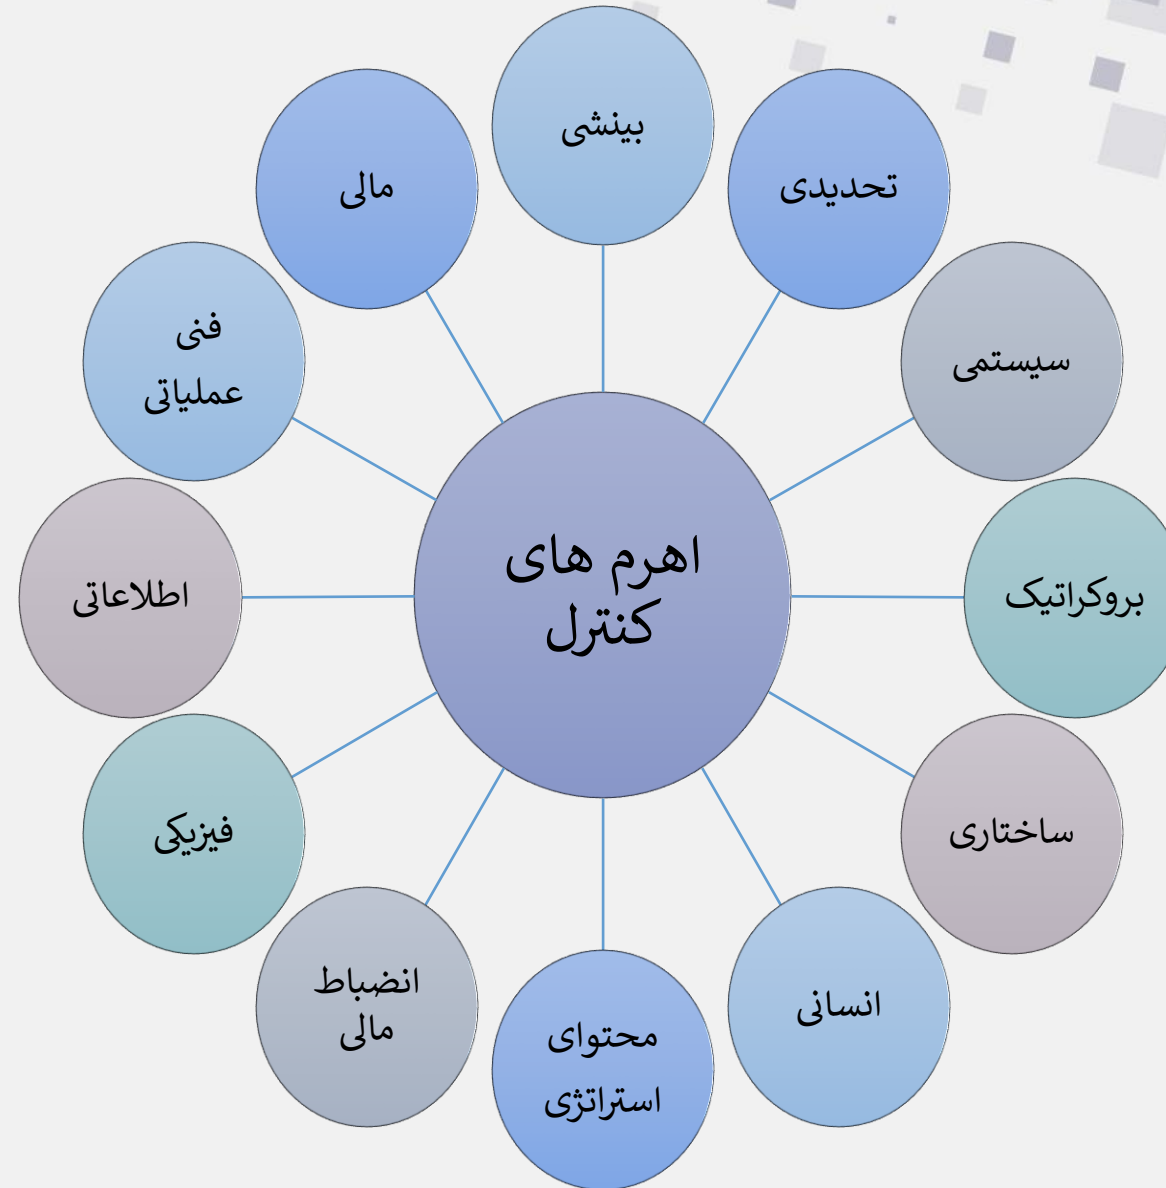 بینشی
تحدیدی
سیستمی
بروکراتیک
ساختاری
انسانی
محتوای
استراتژی
انضباط
مالی
فیزیکی
اطلاعاتی
فنی
عملیاتی
مالی
اهرم های
کنترل